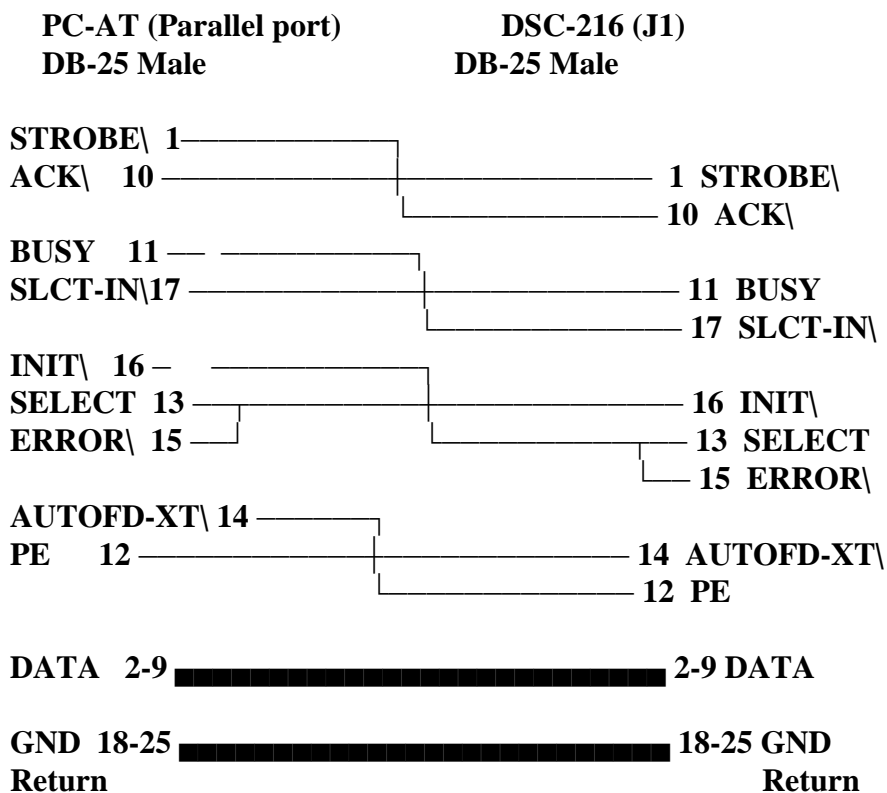 PC-AT (Parallel port) DSC-216 (J1)
DB-25 Male DB-25 Male
STROBE\ 1
ACK\ 10 1 STROBE\
10 ACK\
BUSY 11
SLCT-IN\17 11 BUSY
17 SLCT-IN\
INIT\ 16
SELECT 13 16 INIT\
ERROR\ 15 13 SELECT
15 ERROR\
AUTOFD-XT\ 14
PE 12 14 AUTOFD-XT\
12 PE
DATA 2-9 2-9 DATA
GND 18-25 18-25 GND
Return Return